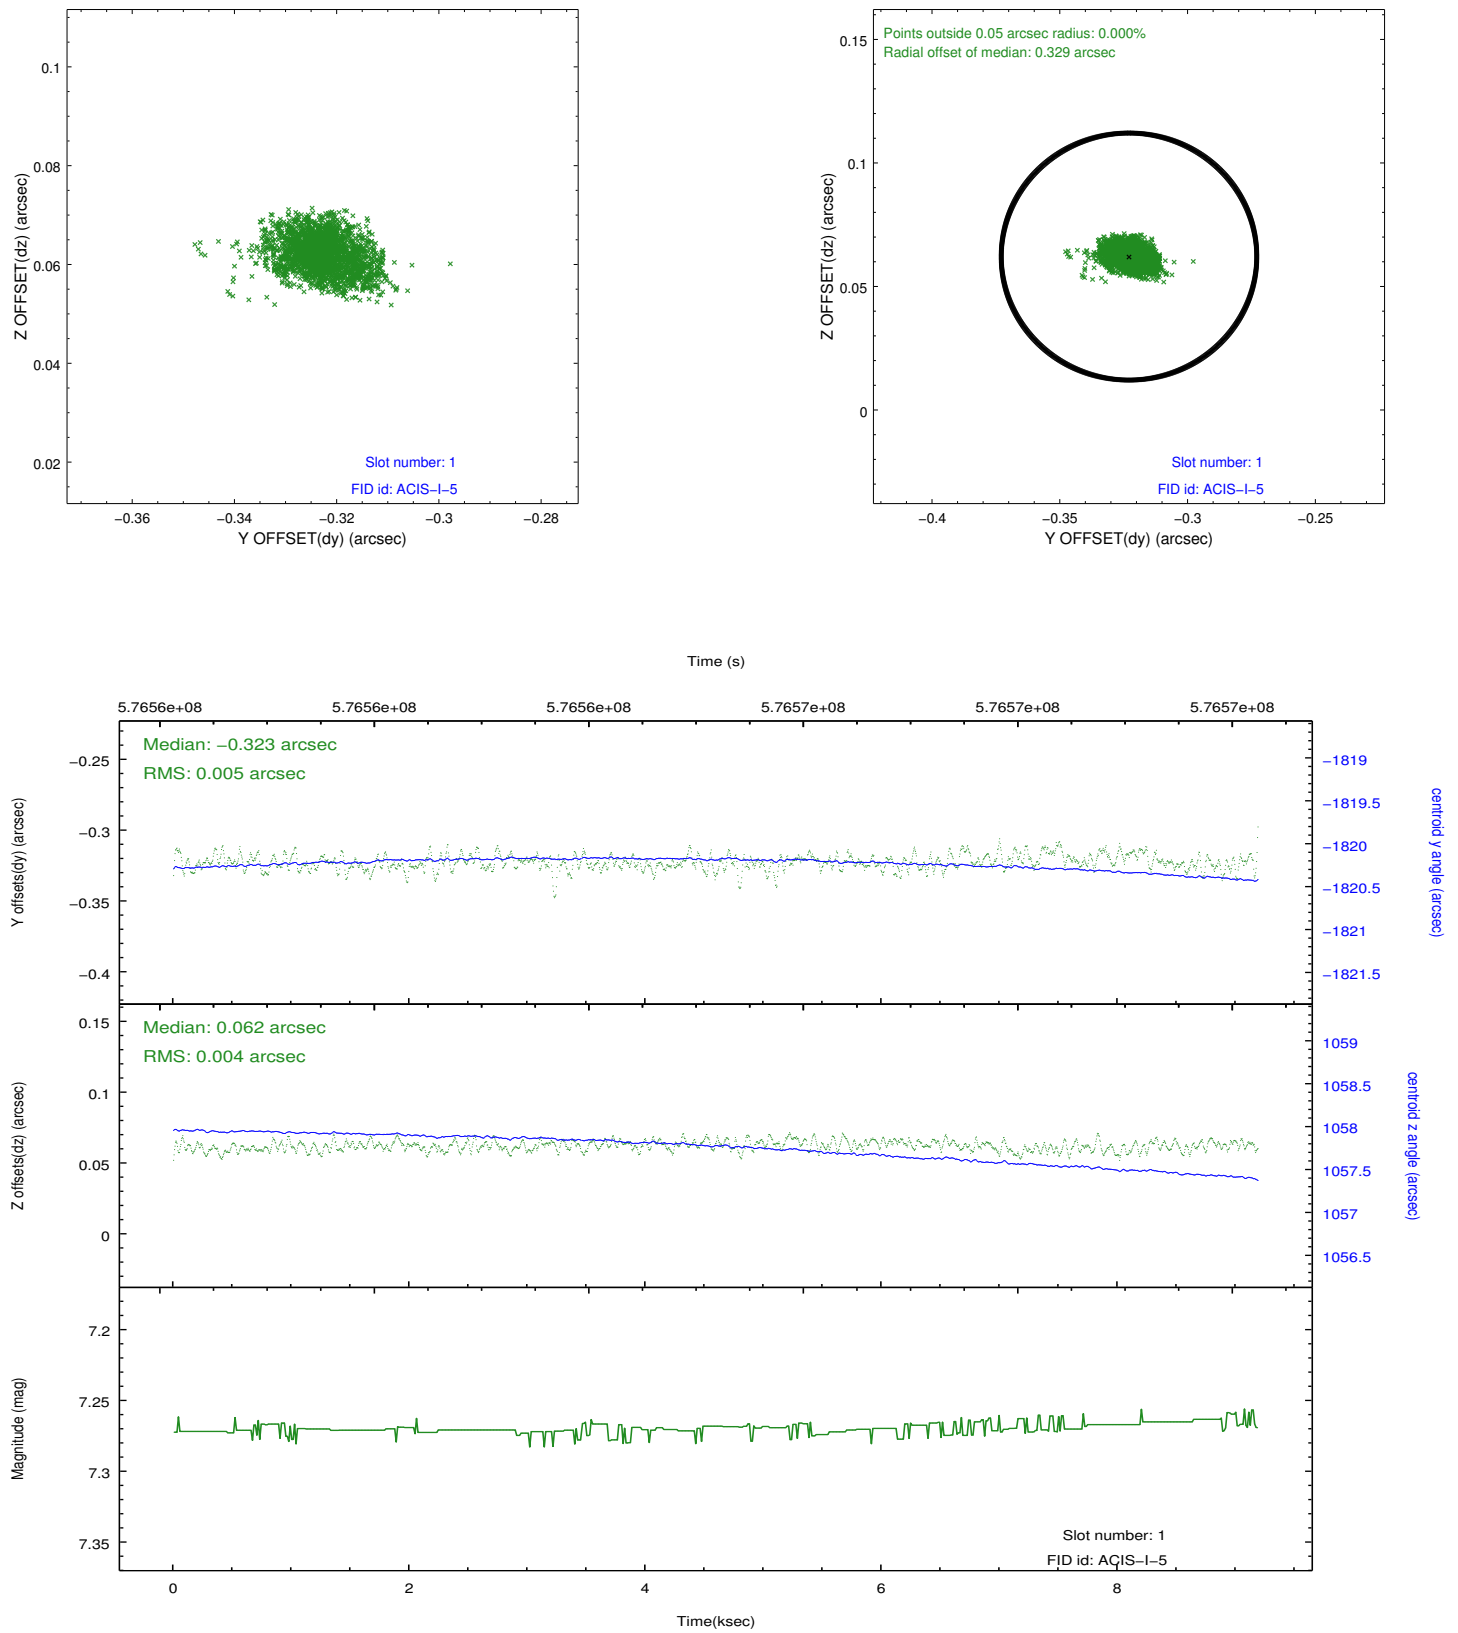 0.1
0.08
0.06
0.04
0.02
Z OFFSET(dz) (arcsec)
Slot number: 1
FID id: ACIS−I−5
−0.36 −0.34 −0.32 −0.3 −0.28
Y OFFSET(dy) (arcsec)
Points outside 0.05 arcsec radius: 0.000%
Radial offset of median: 0.329 arcsec
0.15
0.1
0.05
0
Z OFFSET(dz) (arcsec)
Slot number: 1
FID id: ACIS−I−5
−0.4 −0.35 −0.3 −0.25
Y OFFSET(dy) (arcsec)
Time (s)
5.7656e+08 5.7656e+08 5.7656e+08 5.7657e+08 5.7657e+08 5.7657e+08
Median: −0.323 arcsec
RMS: 0.005 arcsec
−0.25
−0.3
−0.35
−0.4
Y offsets(dy) (arcsec)
−1819
−1819.5
−1820
−1820.5
−1821
−1821.5
centroid y angle (arcsec)
Median: 0.062 arcsec
RMS: 0.004 arcsec
0.15
0.1
0.05
0
Z offsets(dz) (arcsec)
1059
1058.5
1058
1057.5
1057
1056.5
centroid z angle (arcsec)
7.2
7.25
7.3
7.35
Magnitude (mag)
Slot number: 1
FID id: ACIS−I−5
0 2 4 6 8
Time(ksec)